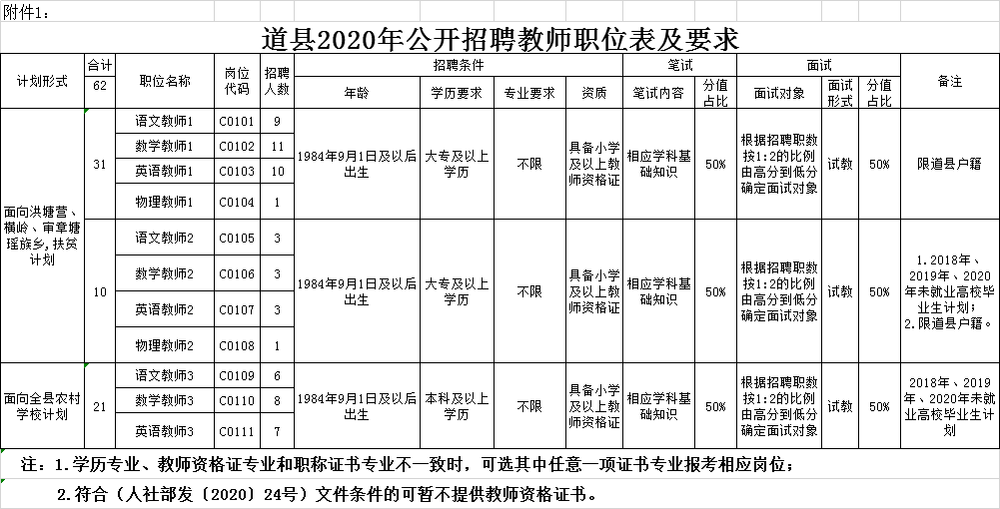 附件1:
道县2020年公开招聘教师职位表及要求
计划形式 合计 职位名称 岗位代码 招聘人数 招聘条件 笔试 面试 备注
62 年龄 学历要求 专业要求 资质 笔试内容 分值占比 面试对象 面试形式 分值占比
面向洪塘营、横岭、审章塘瑶族乡,扶贫计划
31
语文教师1 C0101 9
数学教师1 C0102 11
英语教师1 C0103 10
物理教师1 C0104 1
1984年9月1日及以后出生
大专及以上学历
不限
具备小学及以上教师资格证
相应学科基础知识
50%
根据招聘职数按1:2的比例由高分到低分确定面试对象
试教
50%
限道县户籍
10
语文教师2 C0105 3
数学教师2 C0106 3
英语教师2 C0107 3
物理教师2 C0108 1
1984年9月1日及以后出生
大专及以上学历
不限
具备小学及以上教师资格证
相应学科基础知识
50%
根据招聘职数按1:2的比例由高分到低分确定面试对象
试教
50%
1.2018年、2019年、2020年未就业高校毕业生计划;
2.限道县户籍。
面向全县农村学校计划
21
语文教师3 C0109 6
数学教师3 C0110 8
英语教师3 C0111 7
1984年9月1日及以后出生
本科及以上学历
不限
具备小学及以上教师资格证
相应学科基础知识
50%
根据招聘职数按1:2的比例由高分到低分确定面试对象
试教
50%
2018年、2019年、2020年未就业高校毕业生计划
注:1.学历专业、教师资格证专业和职称证书专业不一致时,可选其中任意一项证书专业报考相应岗位;
2.符合(人社部发〔2020〕24号)文件条件的可暂不提供教师资格证书。